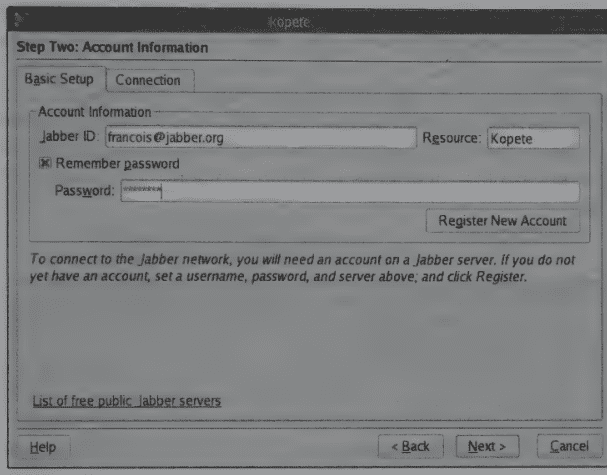 kopete
Step Two: Account Information
Basic Setup Connection
Account Information
Jabber ID: francois@jabber.org Resource: Kopete
Remember password
Password: ********
Register New Account
To connect to the Jabber network, you will need an account on a Jabber server. If you do not
yet have an account, set a username, password, and server above; and click Register.
List of free public Jabber servers
Help < Back Next > Cancel